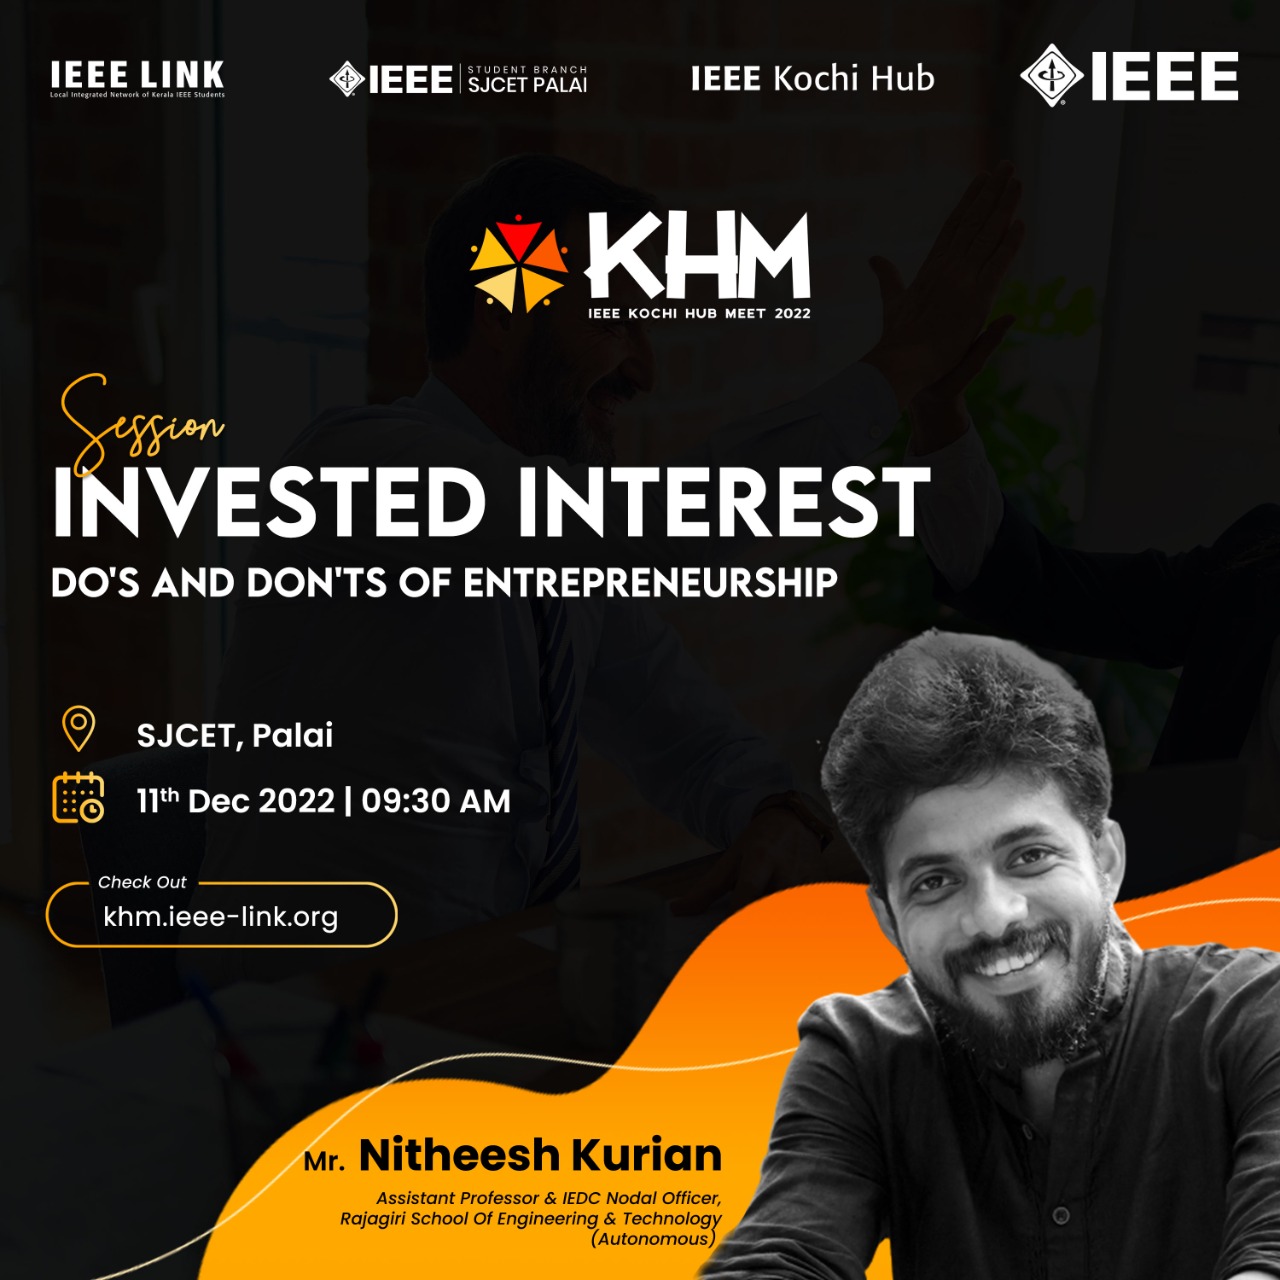 IEEE LINK
Local Integrated Network of Kerala IEEE Students
IEEE
STUDENT BRANCH
SJCET PALAI
IEEE Kochi Hub
IEEE
KHM
IEEE KOCHI HUB MEET 2022
Session
INVESTED INTEREST
DO'S AND DON'TS OF ENTREPRENEURSHIP
SJCET, Palai
11th Dec 2022 | 09:30 AM
Check Out
khm.ieee-link.org
Mr. Nitheesh Kurian
Assistant Professor & IEDC Nodal Officer,
Rajagiri School Of Engineering & Technology
(Autonomous)